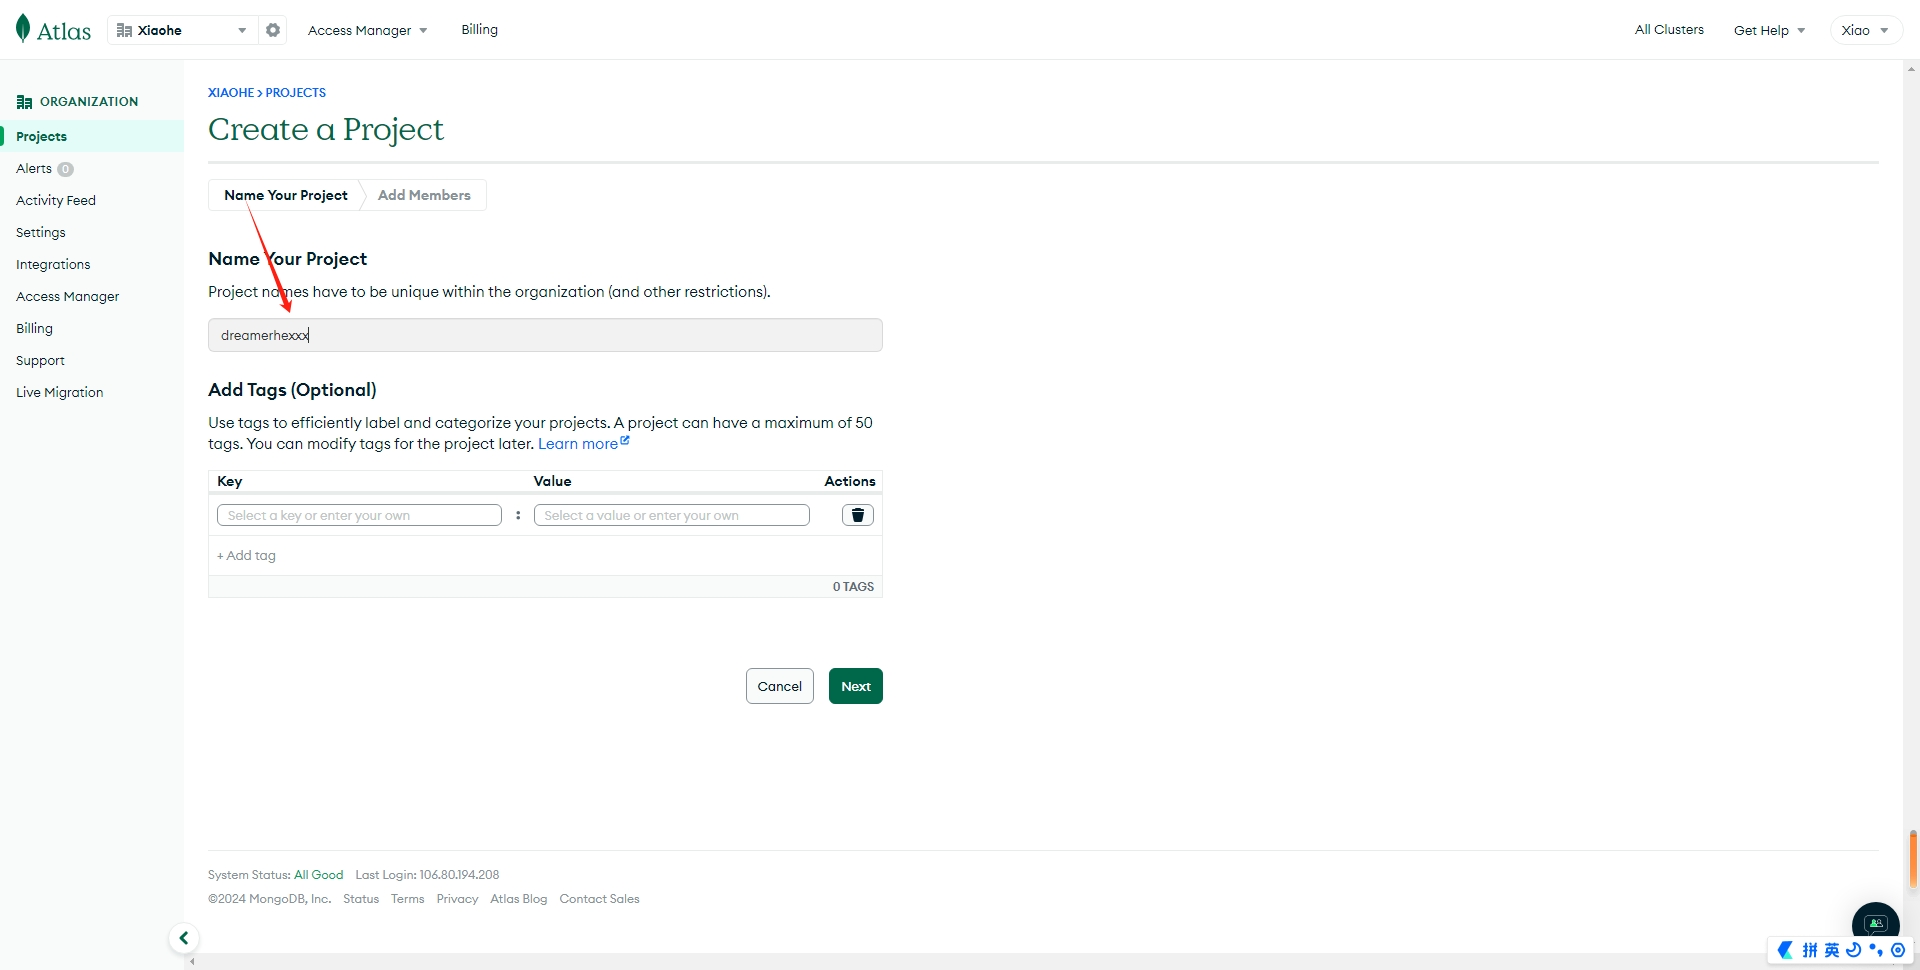 Atlas
Xiaohe
Access Manager
Billing
All Clusters
Get Help
Xiao
ORGANIZATION
Projects
Alerts 0
Activity Feed
Settings
Integrations
Access Manager
Billing
Support
Live Migration
XIAOHE > PROJECTS
Create a Project
Name Your Project
Add Members
Name Your Project
Project names have to be unique within the organization (and other restrictions).
dreamerhexxx
Add Tags (Optional)
Use tags to efficiently label and categorize your projects. A project can have a maximum of 50
tags. You can modify tags for the project later. Learn more
Key Value Actions
Select a key or enter your own : Select a value or enter your own
+ Add tag
0 TAGS
Cancel
Next
System Status: All Good Last Login: 106.80.194.208
©2024 MongoDB, Inc. Status Terms Privacy Atlas Blog Contact Sales
拼 英